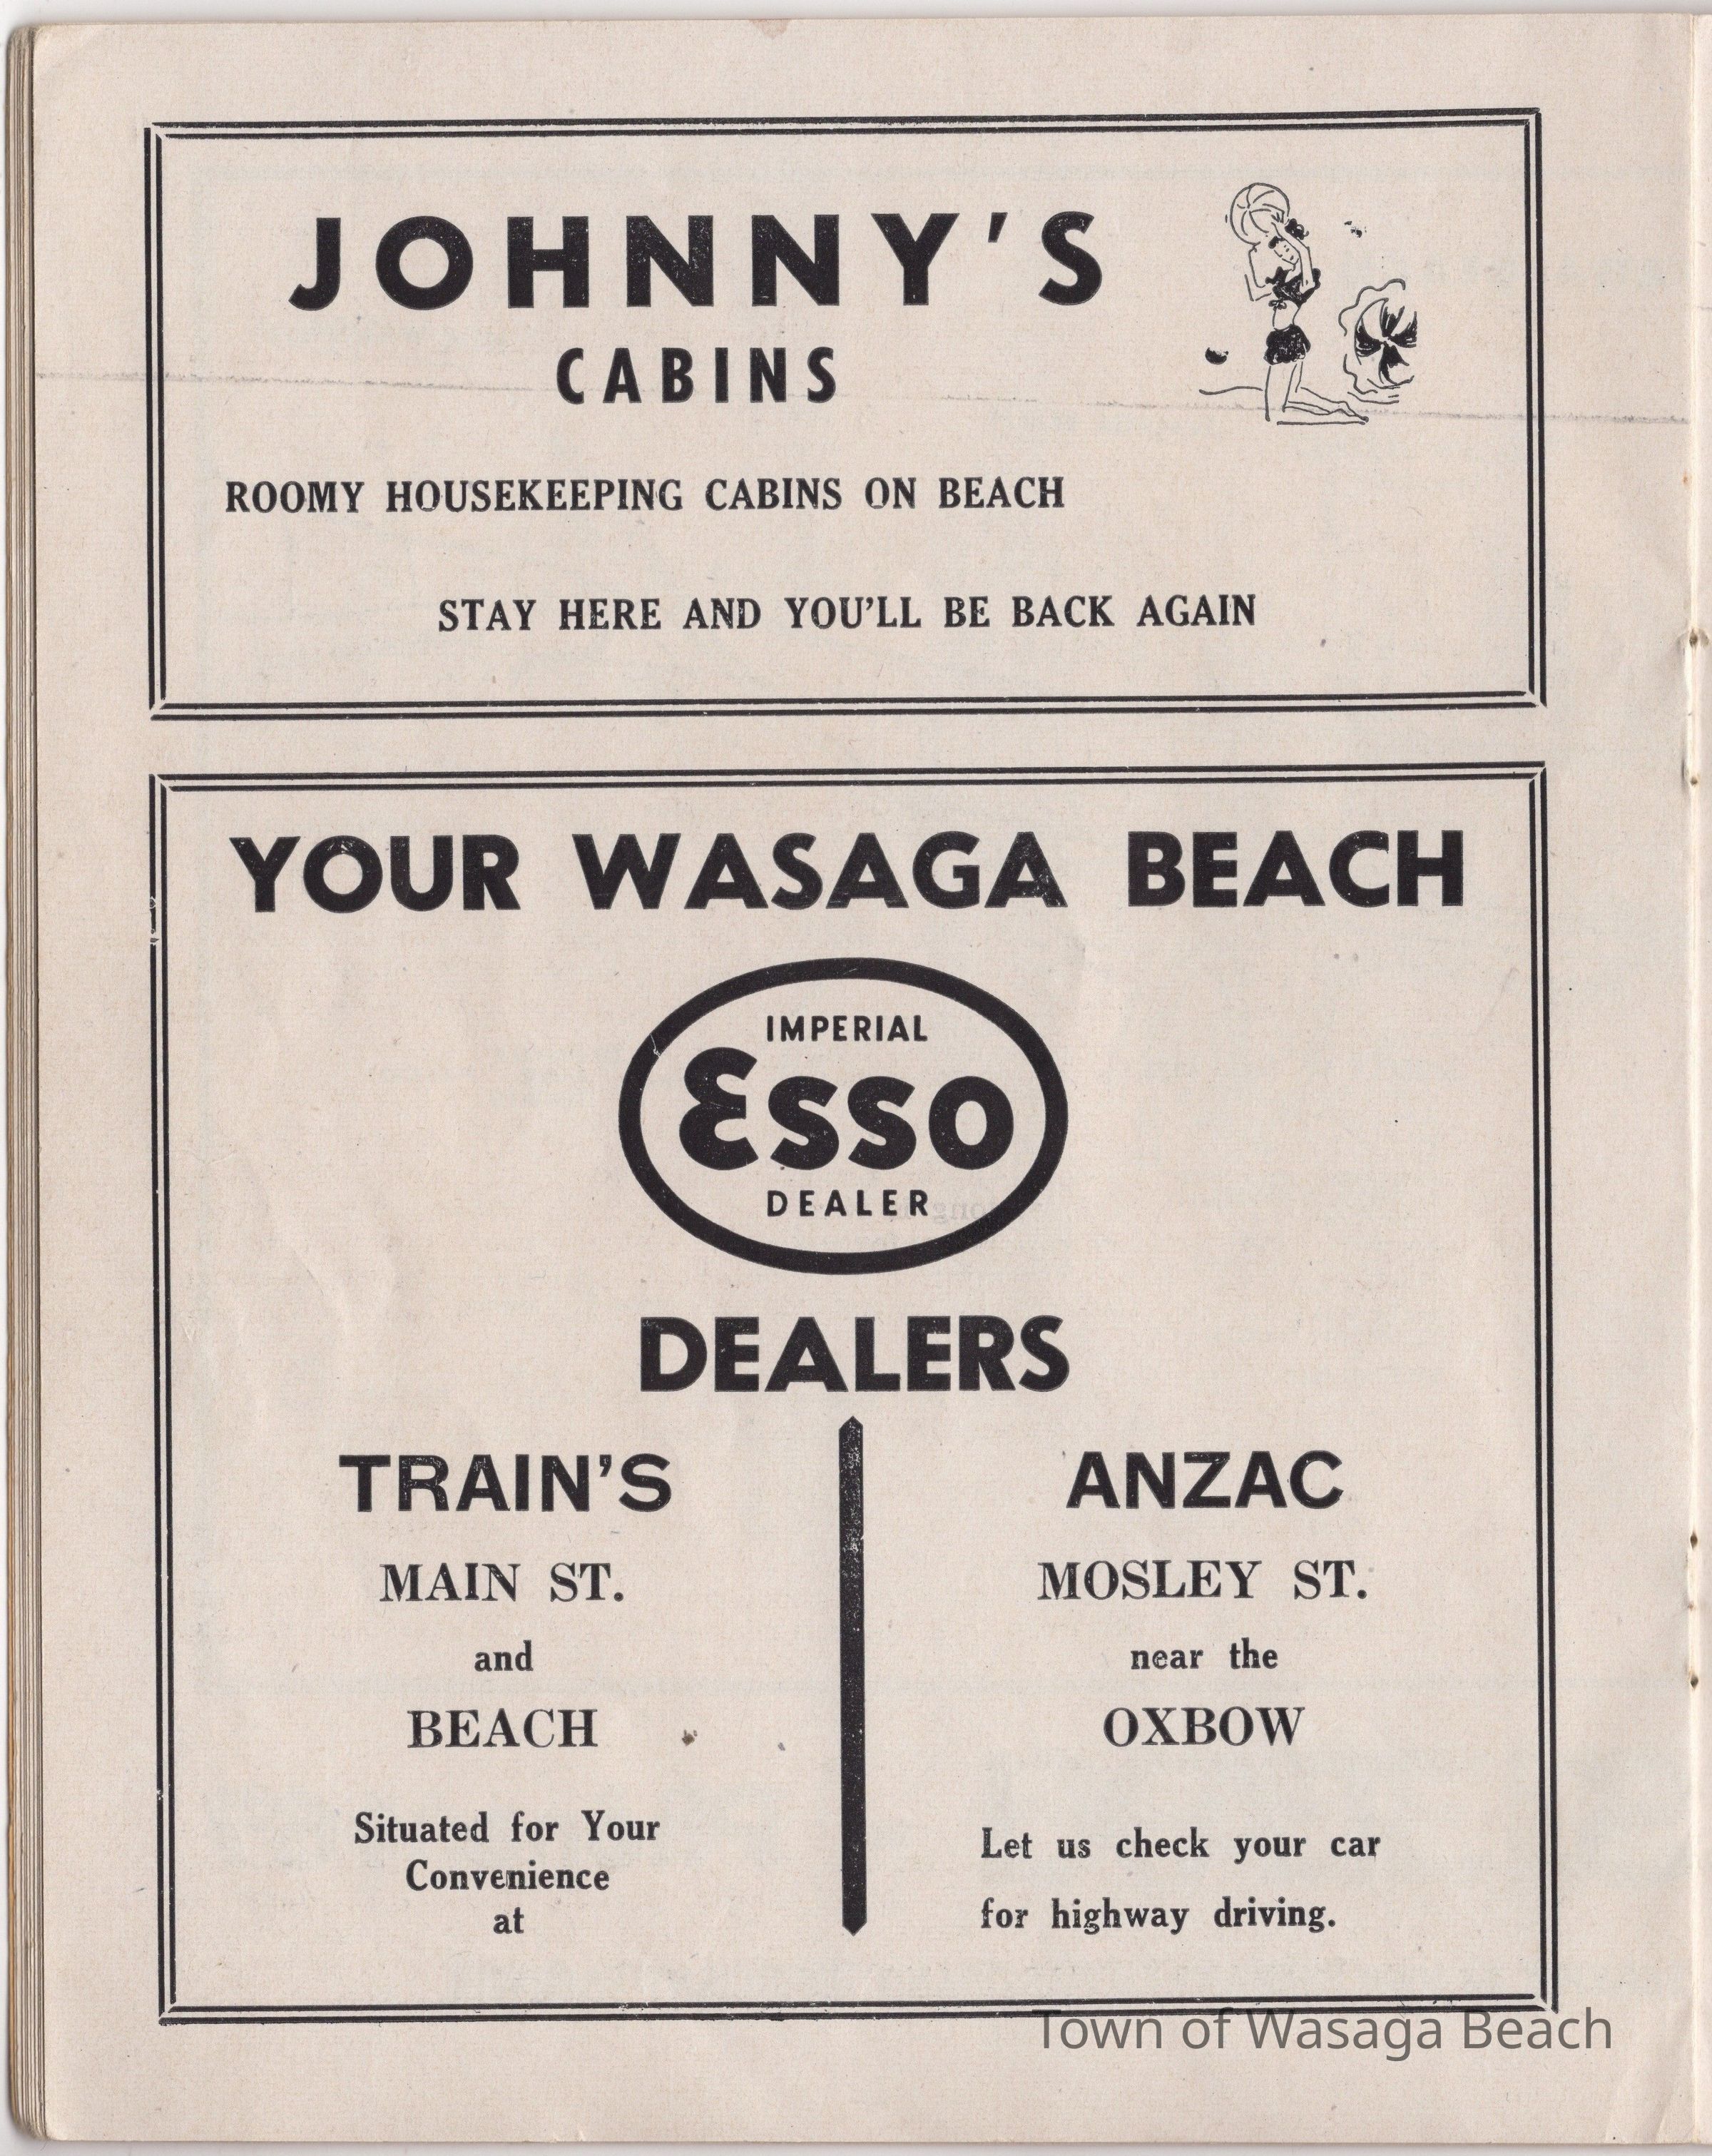 JOHNNY'S
CABINS
ROOMY HOUSEKEEPING CABINS ON BEACH
STAY HERE AND YOU'LL BE BACK AGAIN
YOUR WASAGA BEACH
IMPERIAL
Esso
DEALER
DEALERS
TRAIN'S
MAIN ST.
and
BEACH
Situated for Your
Convenience
at
ANZAC
MOSLEY ST.
near the
OXBOW
Let us check your car
for highway driving.
Town of Wasaga Beach